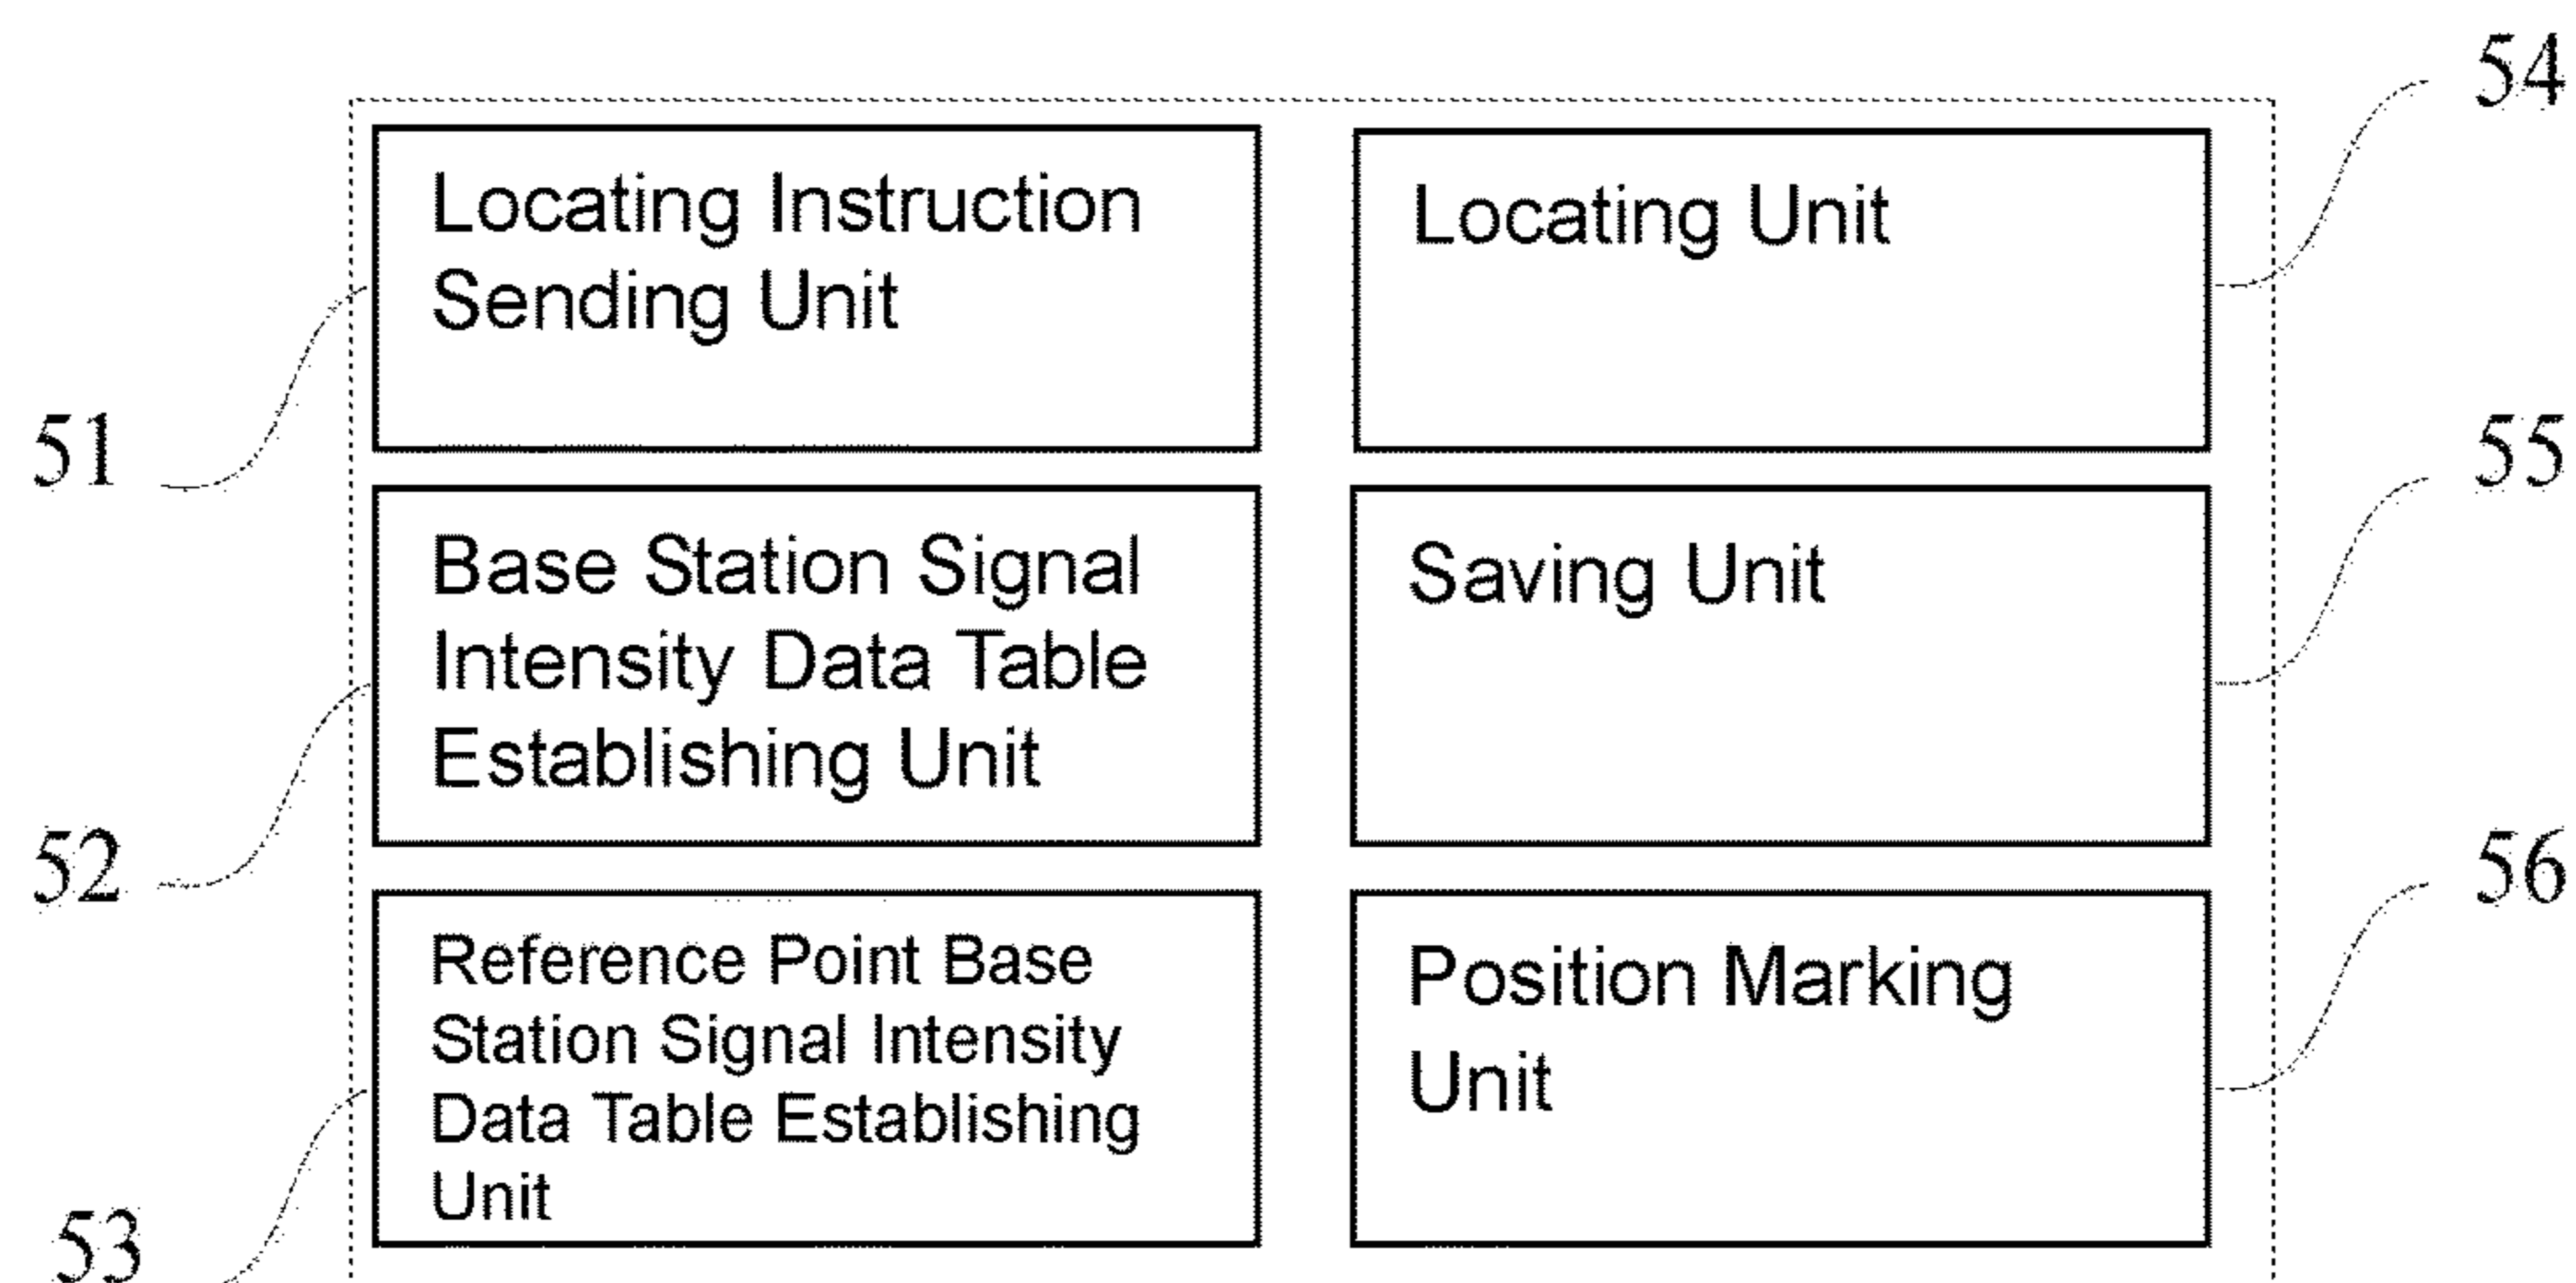 54
Locating Instruction
Sending Unit
Locating Unit
51
55
Base Station Signal
Intensity Data Table
Establishing Unit
Saving Unit
52
56
Reference Point Base
Station Signal Intensity
Data Table Establishing
Unit
Position Marking
Unit
53